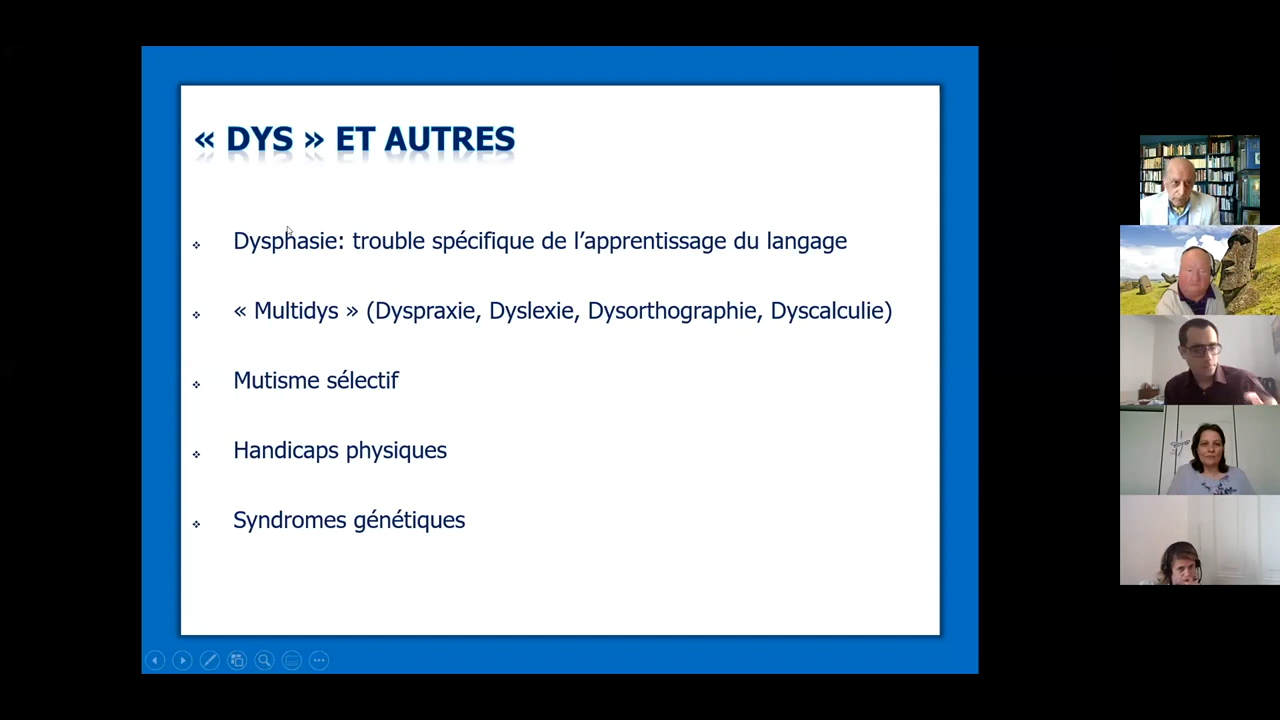 « DYS » ET AUTRES
Dysphasie: trouble spécifique de l’apprentissage du langage
« Multidys » (Dyspraxie, Dyslexie, Dysorthographie, Dyscalculie)
Mutisme sélectif
Handicaps physiques
Syndromes génétiques